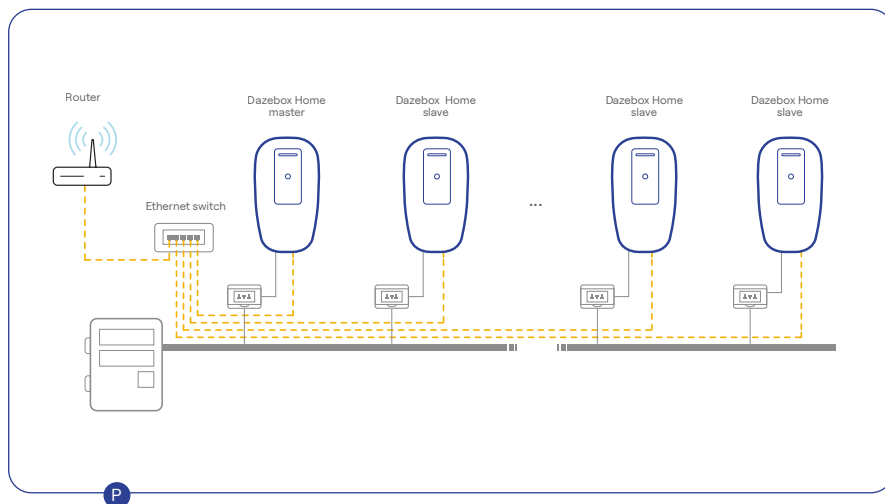 Router
Dazebox Home
master
Dazebox Home
slave
Dazebox Home
slave
Dazebox Home
slave
Ethernet switch
...
P